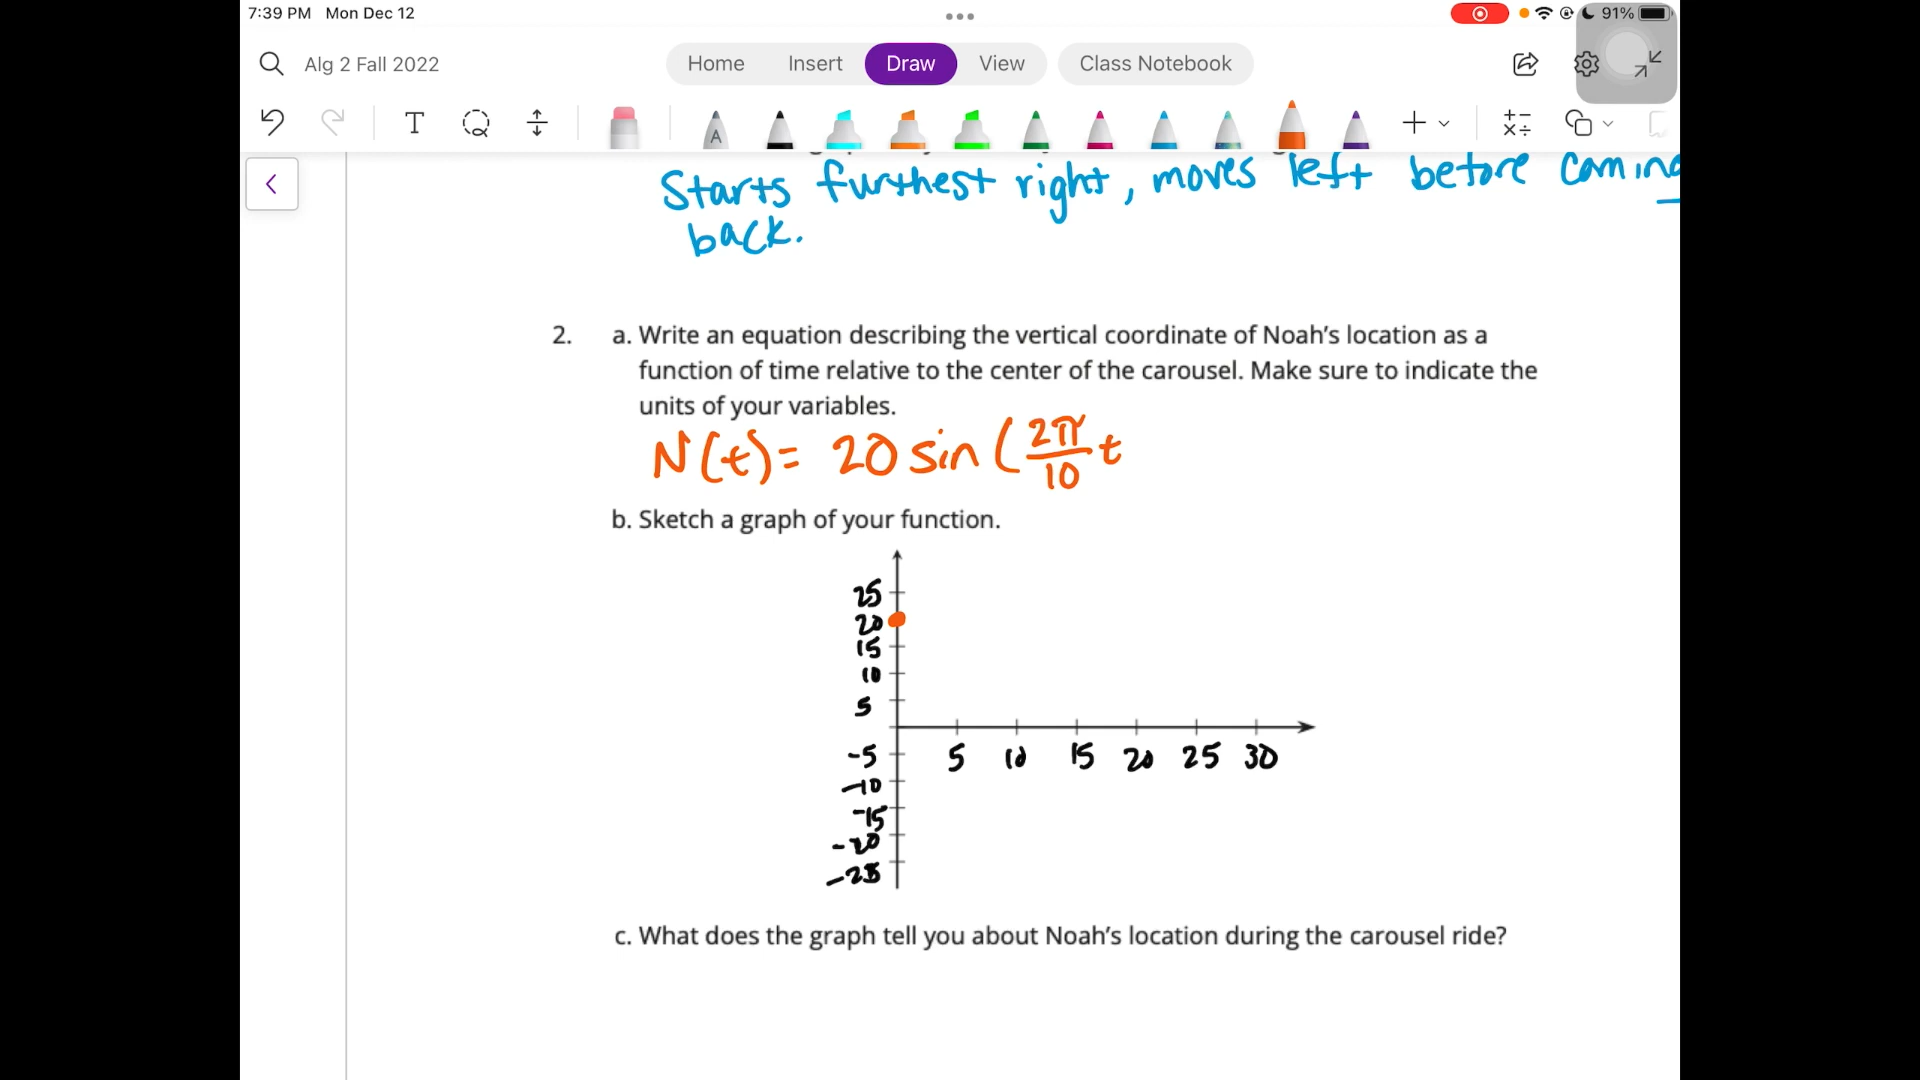 7:39 PM Mon Dec 12
91%
Alg 2 Fall 2022
Home Insert Draw View Class Notebook
T
A
Starts furthest right, moves left before coming
back.
2. a. Write an equation describing the vertical coordinate of Noah's location as a
function of time relative to the center of the carousel. Make sure to indicate the
units of your variables.
N(t) = 20 sin (2π/10 t
b. Sketch a graph of your function.
25
20
15
10
5
-5
5 10 15 20 25 30
-10
-15
-20
-25
c. What does the graph tell you about Noah's location during the carousel ride?